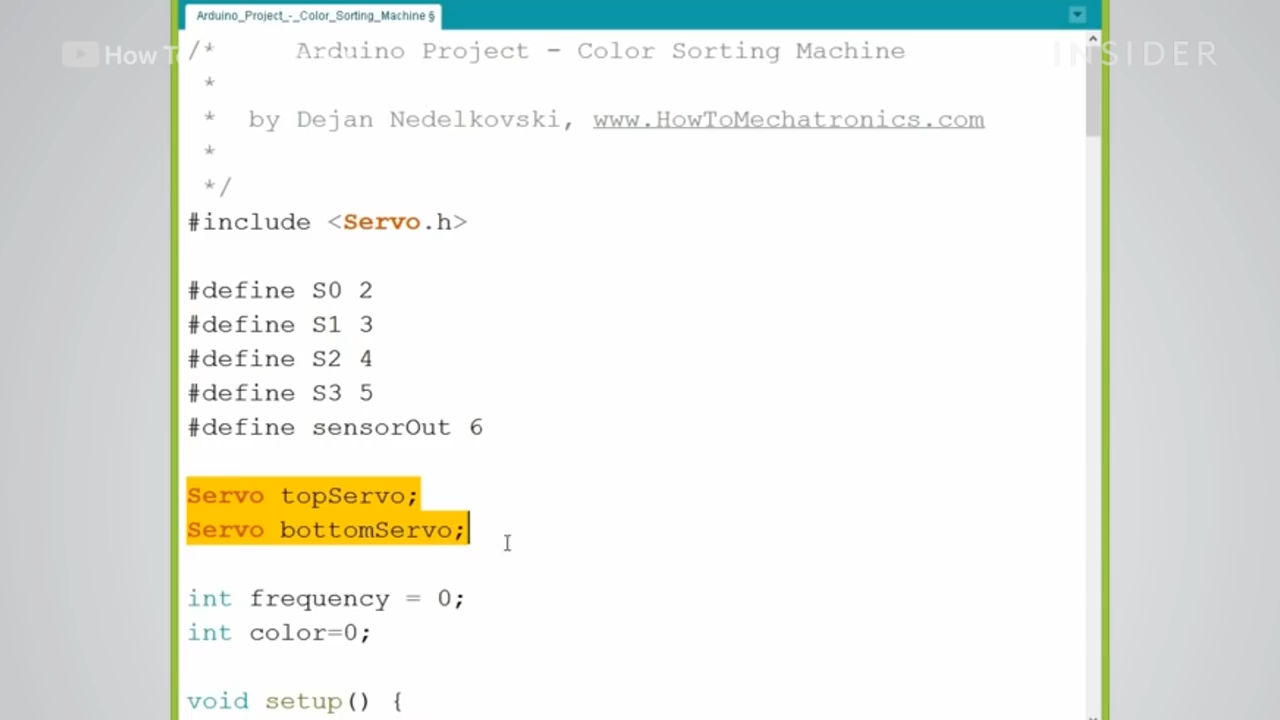 Arduino_Project_-_Color_Sorting_Machine §
How To
INSIDER
/*     Arduino Project - Color Sorting Machine
*
*  by Dejan Nedelkovski, www.HowToMechatronics.com
*
*/
#include <Servo.h>
#define S0 2
#define S1 3
#define S2 4
#define S3 5
#define sensorOut 6
Servo topServo;
Servo bottomServo;
int frequency = 0;
int color=0;
void setup() {